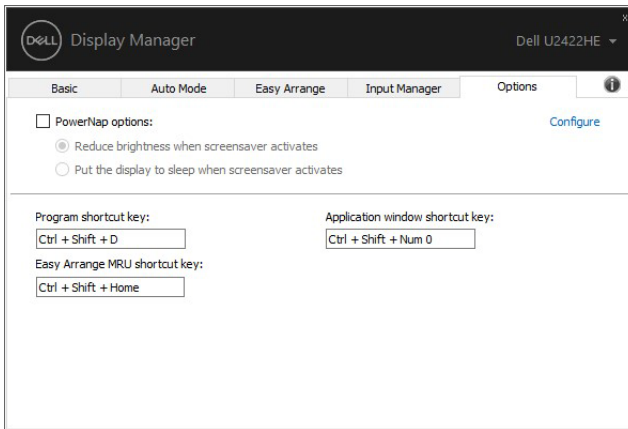 x
DELL Display Manager Dell U2422HE
Basic Auto Mode Easy Arrange Input Manager Options i
PowerNap options: Configure
Reduce brightness when screensaver activates
Put the display to sleep when screensaver activates
Program shortcut key: Application window shortcut key:
Ctrl + Shift + D Ctrl + Shift + Num 0
Easy Arrange MRU shortcut key:
Ctrl + Shift + Home